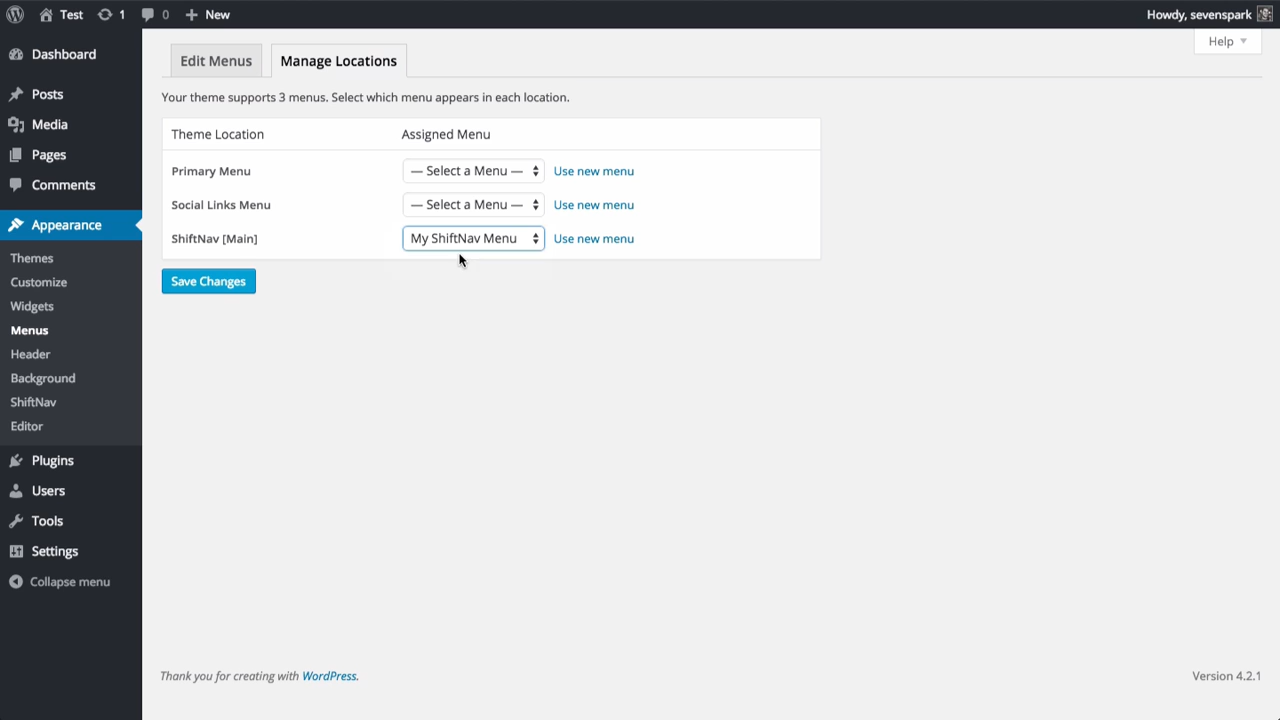 Test 1 0 New Howdy, sevenspark
Help
Edit Menus Manage Locations
Your theme supports 3 menus. Select which menu appears in each location.
Theme Location Assigned Menu
Primary Menu — Select a Menu — Use new menu
Social Links Menu — Select a Menu — Use new menu
ShiftNav [Main] My ShiftNav Menu Use new menu
Save Changes
Dashboard
Posts
Media
Pages
Comments
Appearance
Themes
Customize
Widgets
Menus
Header
Background
ShiftNav
Editor
Plugins
Users
Tools
Settings
Collapse menu
Thank you for creating with WordPress. Version 4.2.1